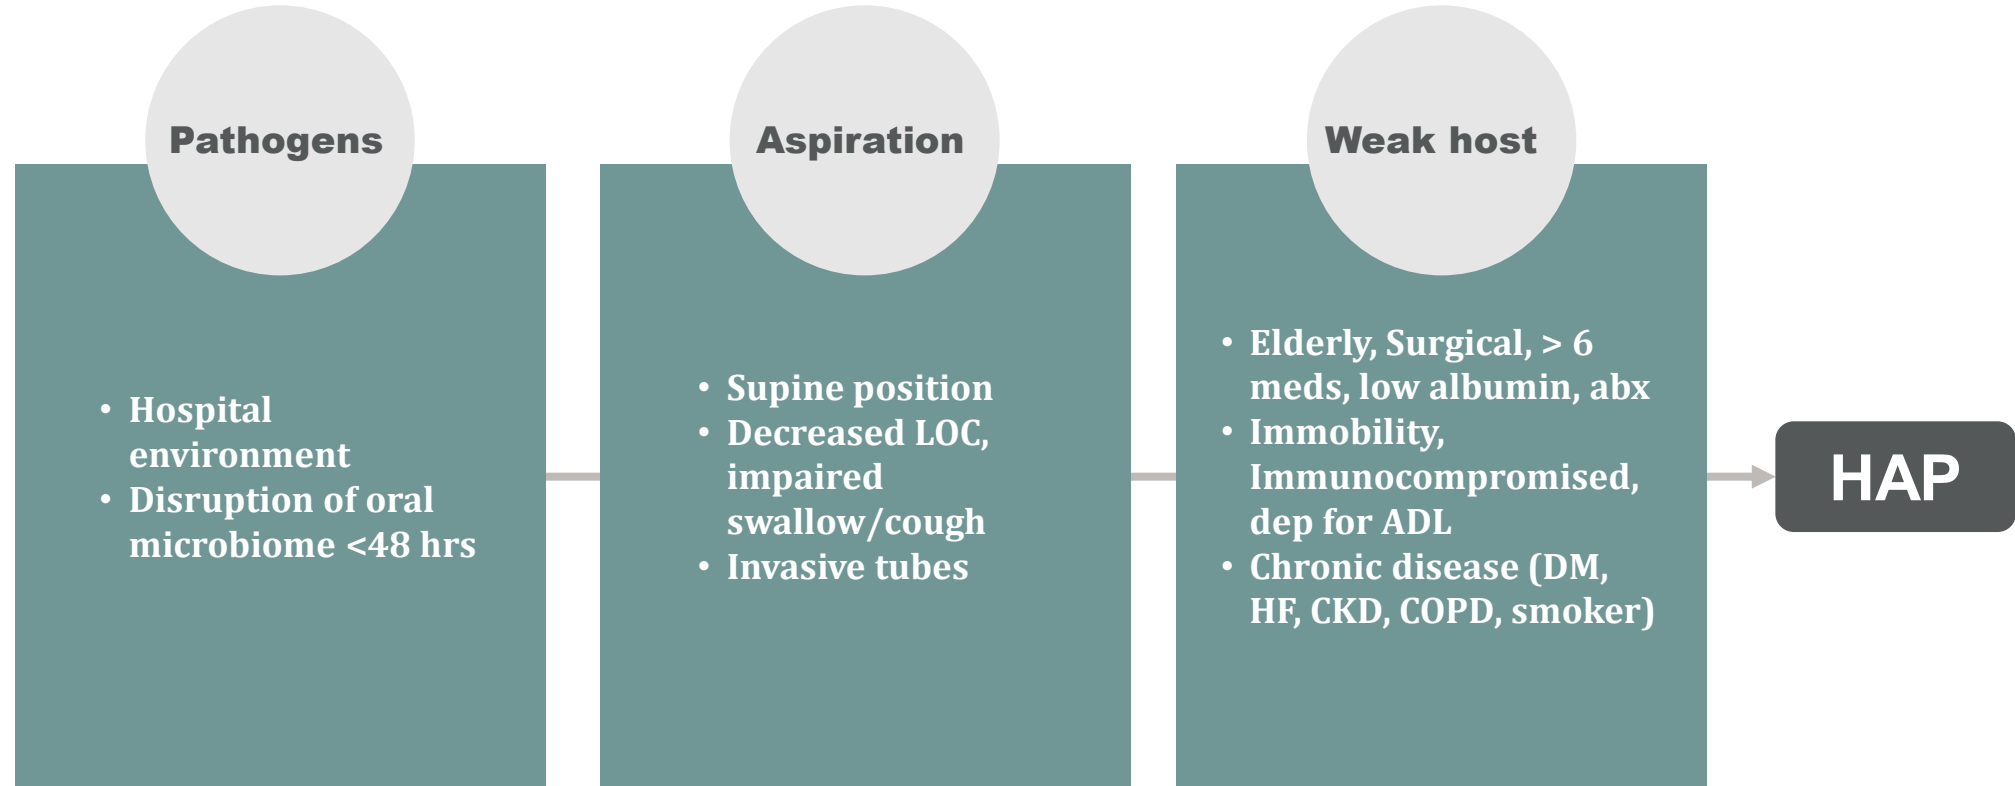 Pathogens
• Hospital
environment
• Disruption of oral
microbiome <48 hrs
Aspiration
• Supine position
• Decreased LOC,
impaired
swallow/cough
• Invasive tubes
Weak host
• Elderly, Surgical, > 6
meds, low albumin, abx
• Immobility,
Immunocompromised,
dep for ADL
• Chronic disease (DM,
HF, CKD, COPD, smoker)
HAP